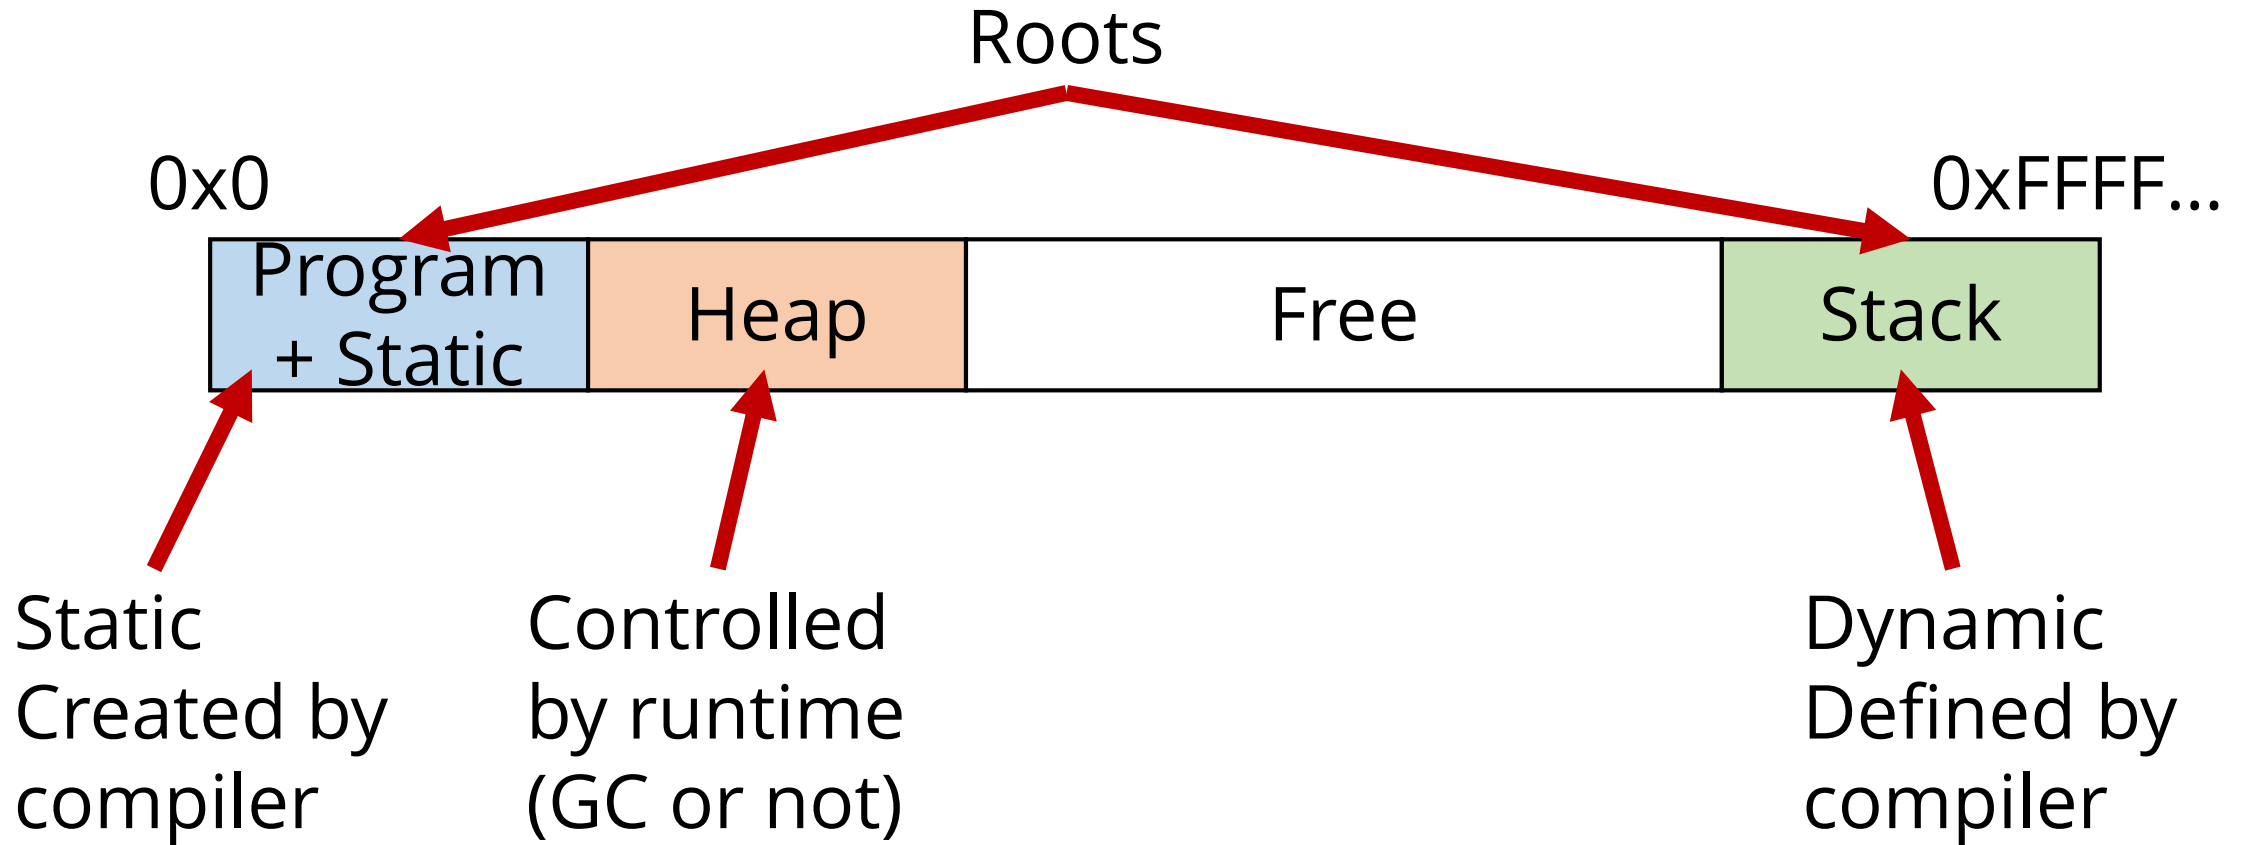 Roots
0x0
0xFFFF...
Program
+ Static
Heap
Free
Stack
Static
Created by
compiler
Controlled
by runtime
(GC or not)
Dynamic
Defined by
compiler